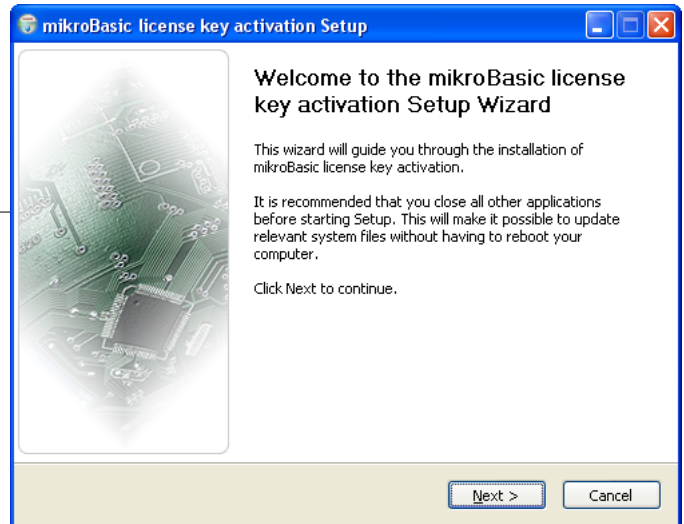 mikroBasic license key activation Setup
Welcome to the mikroBasic license
key activation Setup Wizard
This wizard will guide you through the installation of
mikroBasic license key activation.
It is recommended that you close all other applications
before starting Setup. This will make it possible to update
relevant system files without having to reboot your
computer.
Click Next to continue.
Next >
Cancel